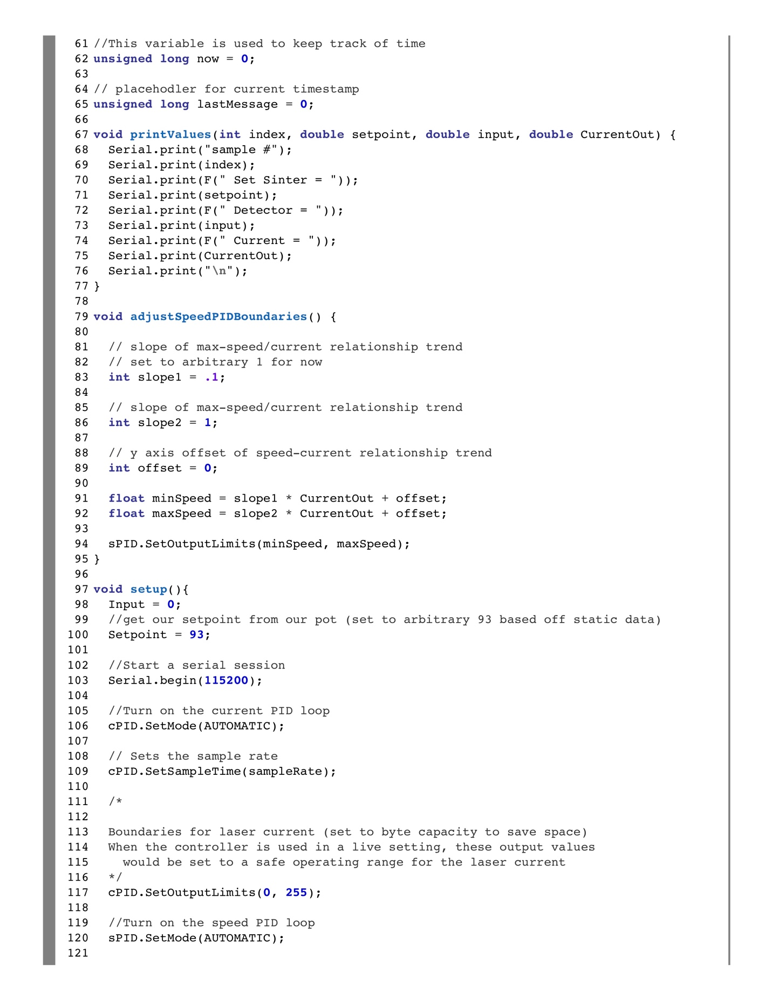 61 //This variable is used to keep track of time
62 unsigned long now = 0;
63
64 // placehodler for current timestamp
65 unsigned long lastMessage = 0;
66
67 void printValues(int index, double setpoint, double input, double CurrentOut) {
68   Serial.print("sample #");
69   Serial.print(index);
70   Serial.print(F(" Set Sinter = "));
71   Serial.print(setpoint);
72   Serial.print(F(" Detector = "));
73   Serial.print(input);
74   Serial.print(F(" Current = "));
75   Serial.print(CurrentOut);
76   Serial.print("\n");
77 }
78
79 void adjustSpeedPIDBoundaries() {
80
81   // slope of max-speed/current relationship trend
82   // set to arbitrary 1 for now
83   int slope1 = .1;
84
85   // slope of max-speed/current relationship trend
86   int slope2 = 1;
87
88   // y axis offset of speed-current relationship trend
89   int offset = 0;
90
91   float minSpeed = slope1 * CurrentOut + offset;
92   float maxSpeed = slope2 * CurrentOut + offset;
93
94   sPID.SetOutputLimits(minSpeed, maxSpeed);
95 }
96
97 void setup(){
98   Input = 0;
99   //get our setpoint from our pot (set to arbitrary 93 based off static data)
100   Setpoint = 93;
101
102   //Start a serial session
103   Serial.begin(115200);
104
105   //Turn on the current PID loop
106   cPID.SetMode(AUTOMATIC);
107
108   // Sets the sample rate
109   cPID.SetSampleTime(sampleRate);
110
111   /*
112
113   Boundaries for laser current (set to byte capacity to save space)
114   When the controller is used in a live setting, these output values
115     would be set to a safe operating range for the laser current
116   */
117   cPID.SetOutputLimits(0, 255);
118
119   //Turn on the speed PID loop
120   sPID.SetMode(AUTOMATIC);
121